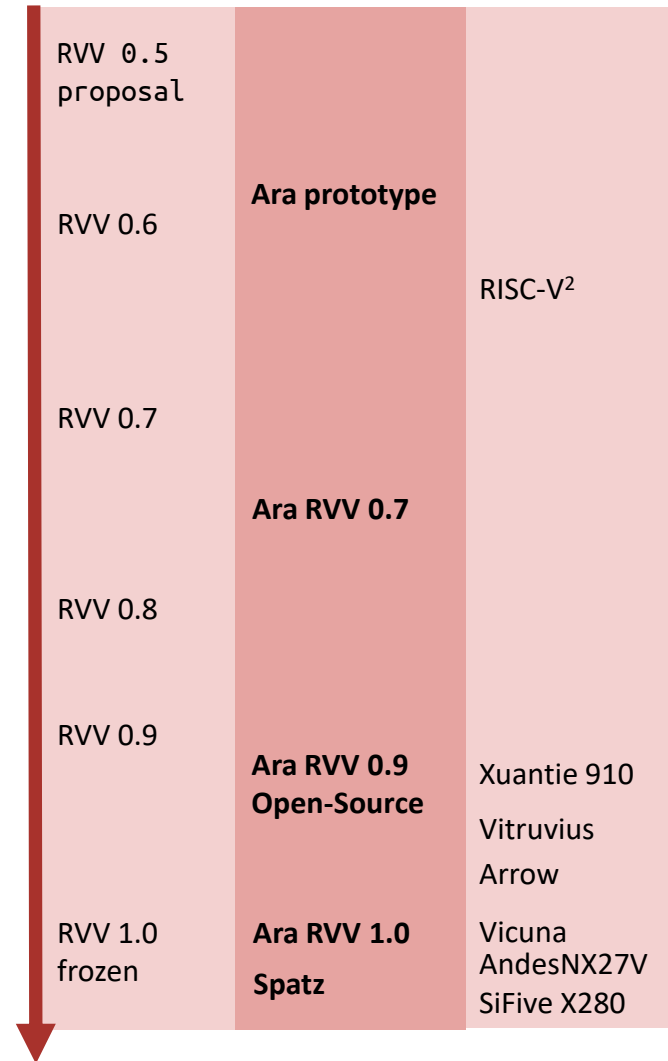 RVV 0.5
proposal
Ara prototype
RVV 0.6
RISC-V²
RVV 0.7
Ara RVV 0.7
RVV 0.8
RVV 0.9
Ara RVV 0.9
Open-Source
Xuantie 910
Vitruvius
Arrow
RVV 1.0
frozen
Ara RVV 1.0
Spatz
Vicuna
AndesNX27V
SiFive X280